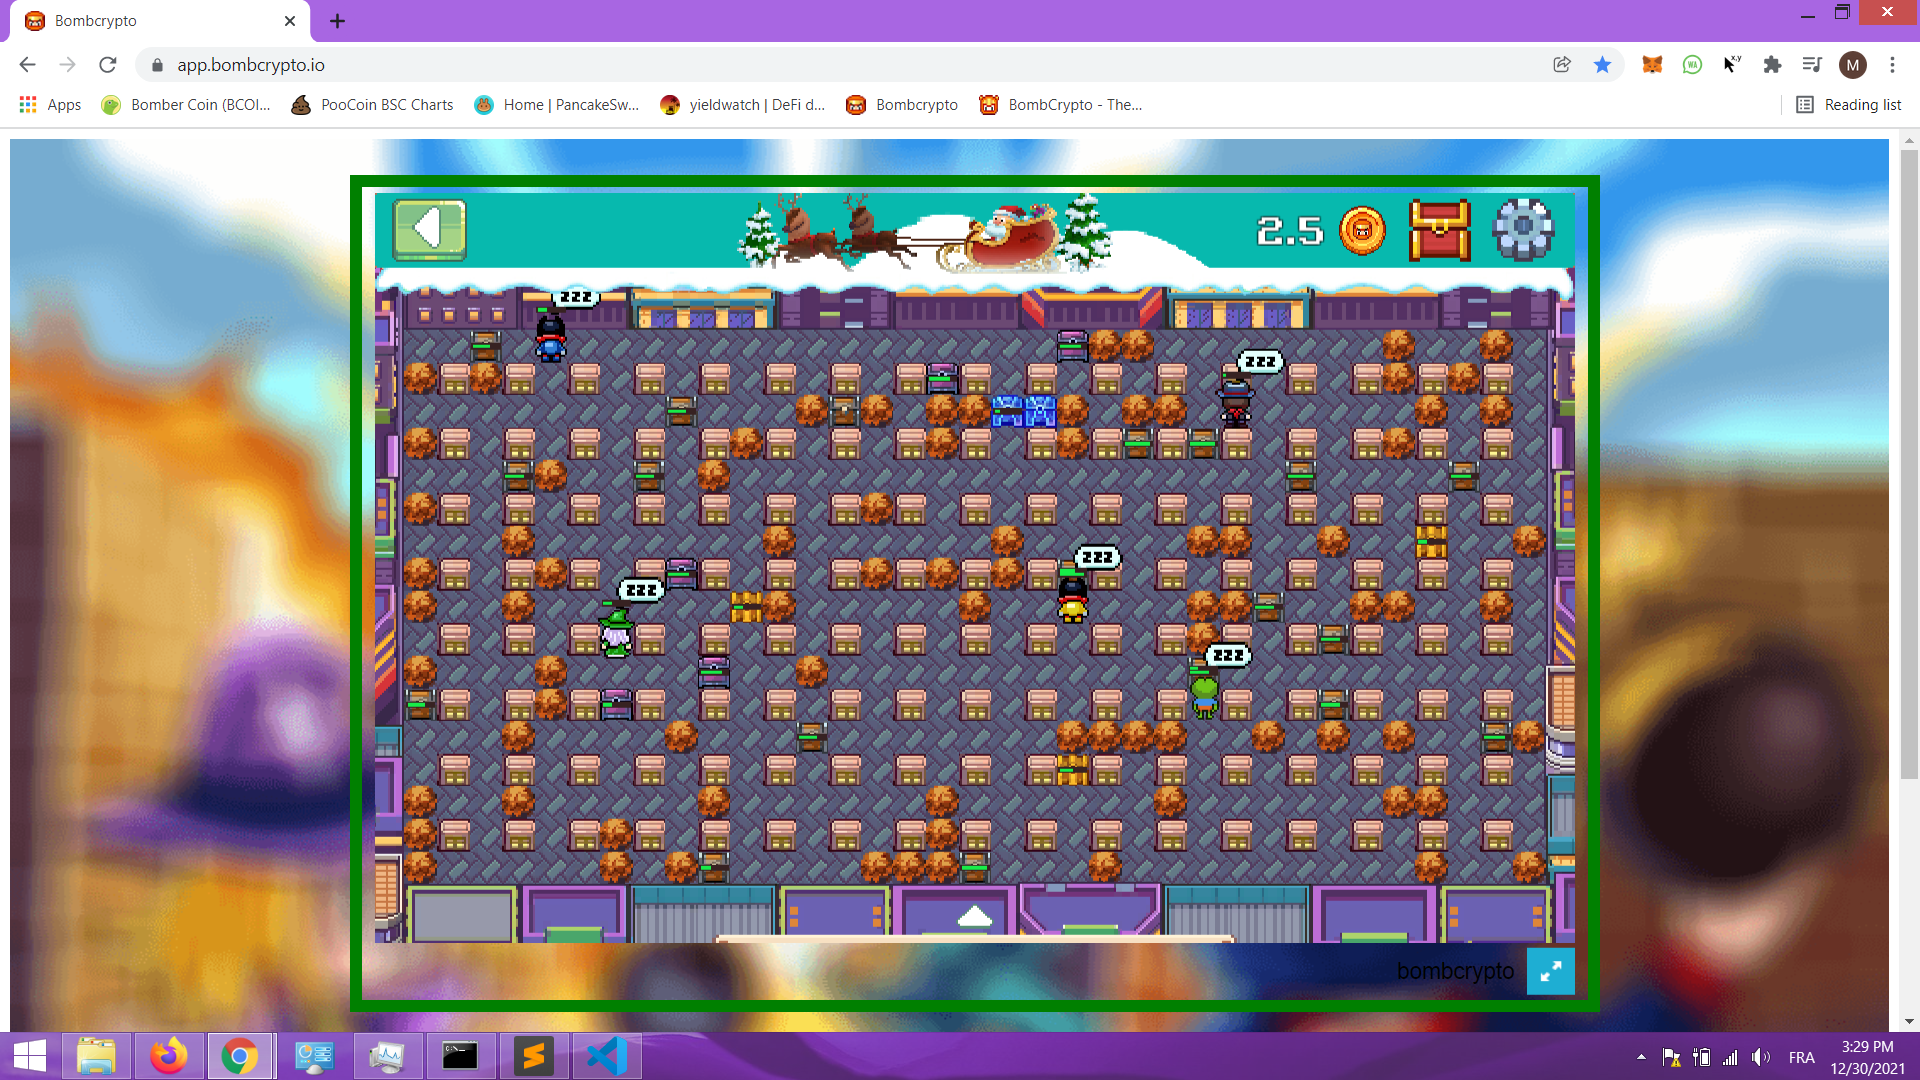 Bombcrypto
app.bombcrypto.io
M
Apps
Bomber Coin (BCOI...
PooCoin BSC Charts
Home | PancakeSw...
yieldwatch | DeFi d...
Bombcrypto
BombCrypto - The...
Reading list
2.5
zzz
zzz
zzz
zzz
zzz
bombcrypto
FRA
3:29 PM
12/30/2021